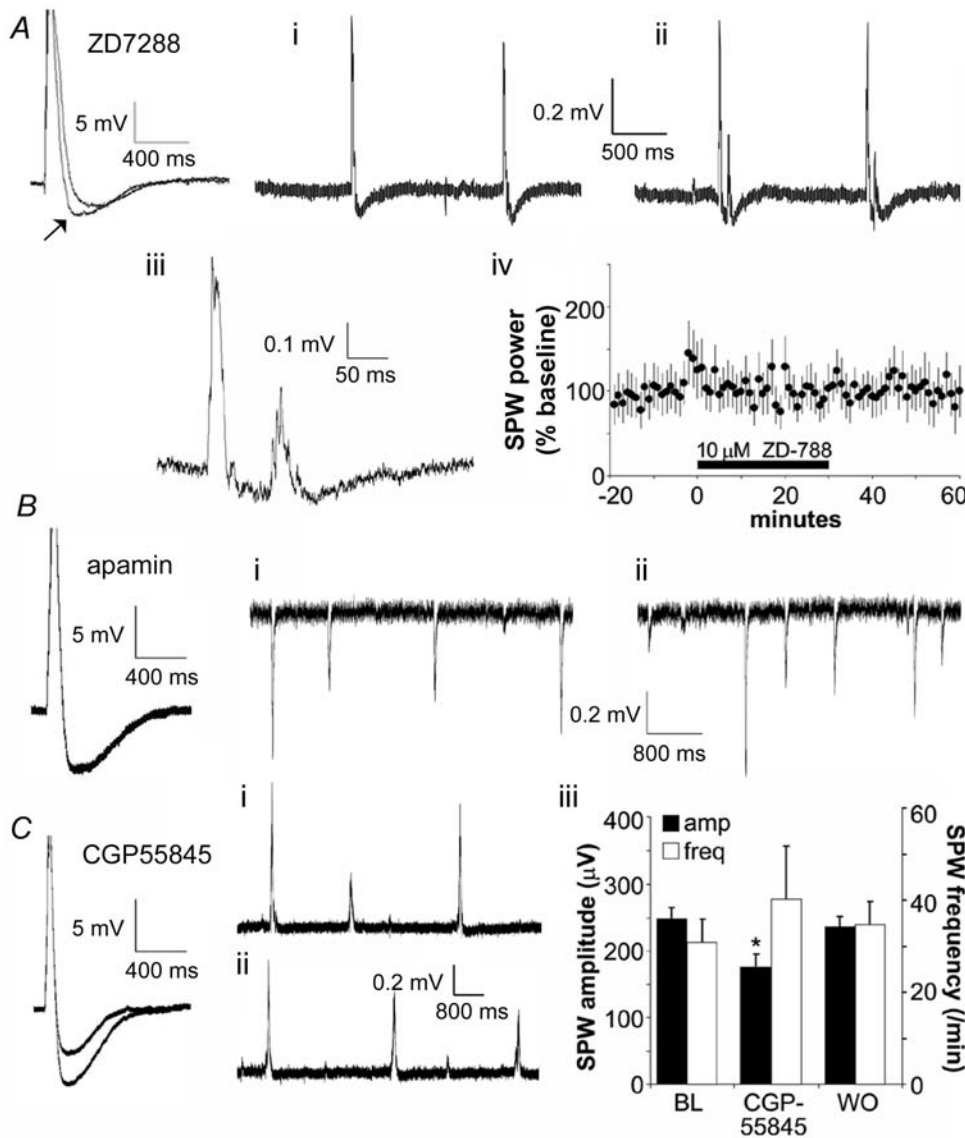 A
ZD7288
5 mV
400 ms
i
ii
0.2 mV
500 ms
iii
0.1 mV
50 ms
iv
SPW power
(% baseline)
200
100
0
10 μM ZD-788
-20
0
20
40
60
minutes
B
apamin
5 mV
400 ms
i
ii
0.2 mV
800 ms
C
CGP55845
5 mV
400 ms
i
ii
0.2 mV
800 ms
iii
SPW amplitude (μV)
400
350
300
250
200
150
100
50
0
amp
freq
*
60
40
20
0
SPW frequency
(/min)
BL
CGP-
55845
WO